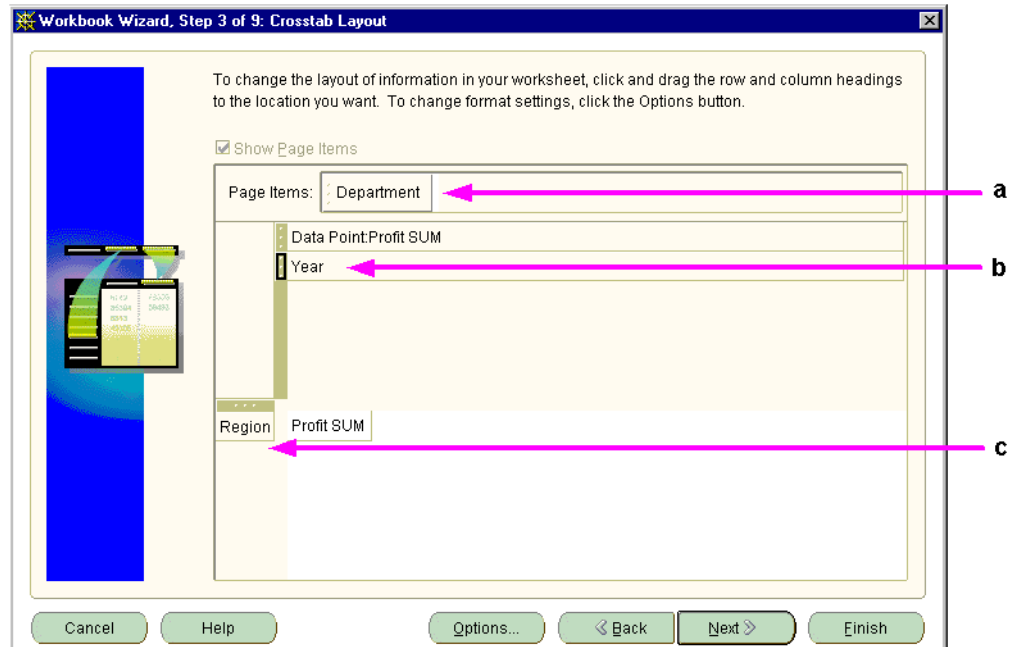 Workbook Wizard, Step 3 of 9: Crosstab Layout
To change the layout of information in your worksheet, click and drag the row and column headings
to the location you want. To change format settings, click the Options button.
Show Page Items
Page Items: Department
a
Data Point:Profit SUM
Year
b
Region Profit SUM
c
Cancel Help Options... Back Next Finish